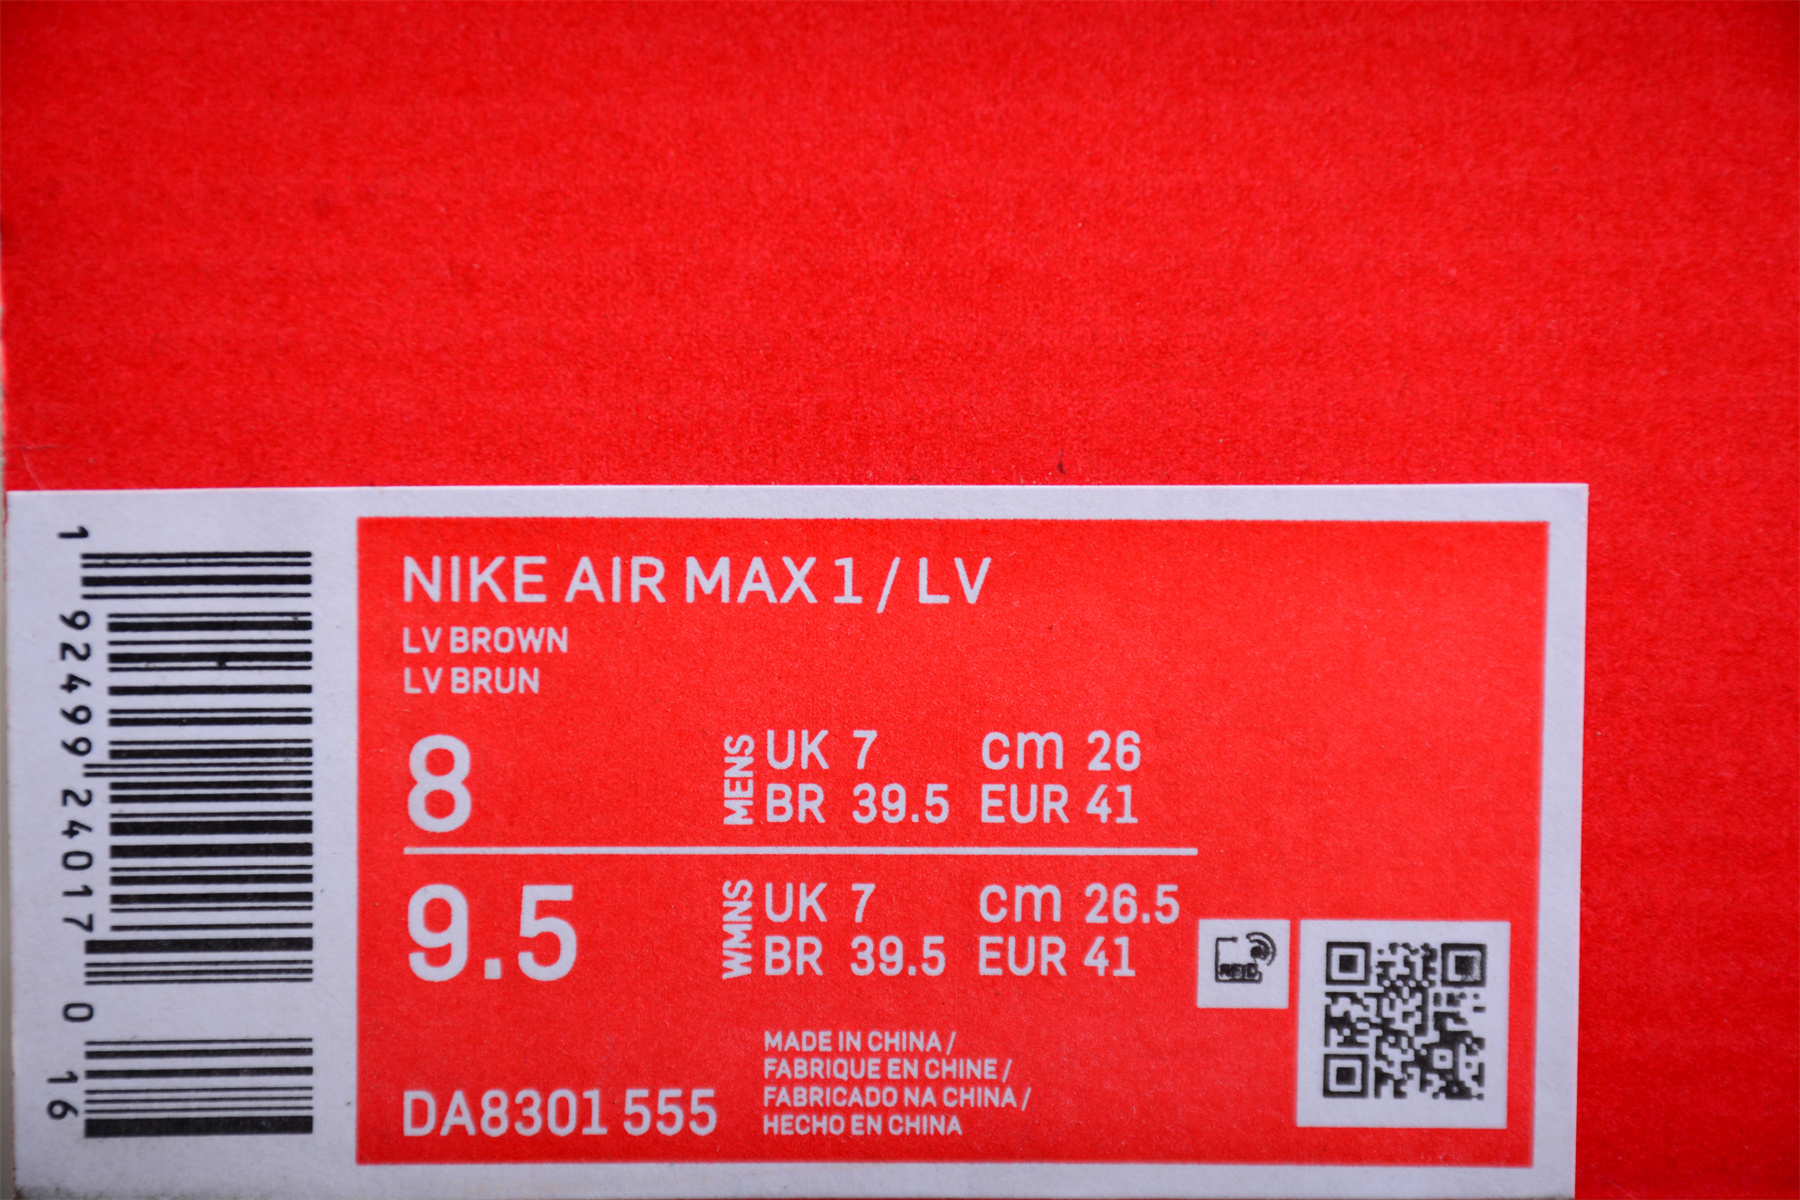 NIKE AIR MAX 1 / LV
LV BROWN
LV BRUN
8
MENS
UK 7 cm 26
BR 39.5 EUR 41
9.5
WMNS
UK 7 cm 26.5
BR 39.5 EUR 41
RFID
DA8301 555
MADE IN CHINA /
FABRIQUE EN CHINE /
FABRICADO NA CHINA /
HECHO EN CHINA
1 92499 24017 0 16